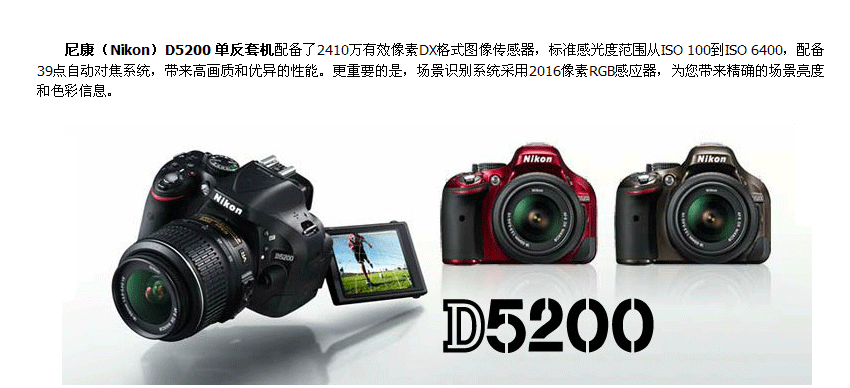 尼康（Nikon）D5200 单反套机配备了2410万有效像素DX格式图像传感器，标准感光度范围从ISO 100到ISO 6400，配备
39点自动对焦系统，带来高画质和优异的性能。更重要的是，场景识别系统采用2016像素RGB感应器，为您带来精确的场景亮度
和色彩信息。
Nikon
Nikon
Nikon
D5200
VR
D5200